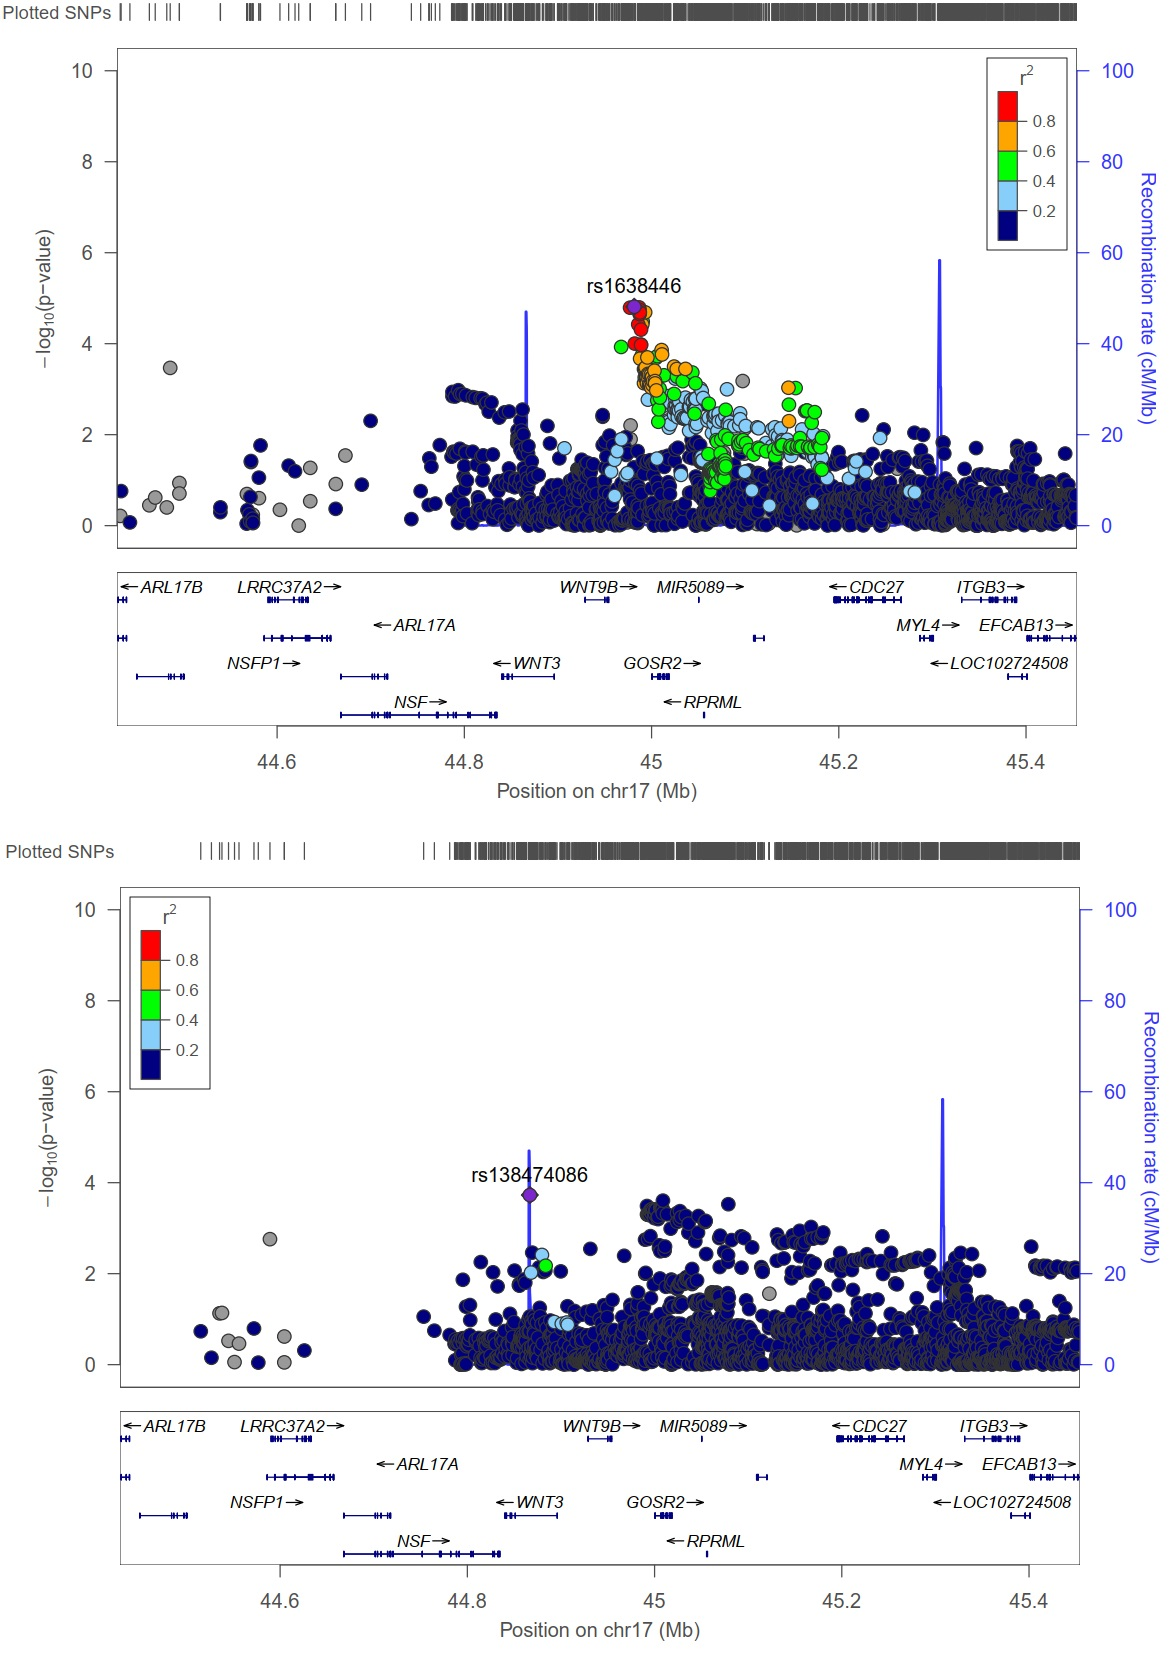 Plotted SNPs
10
8
6
4
2
0
−log10(p−value)
100
80
60
40
20
0
Recombination rate (cM/Mb)
r2
0.8
0.6
0.4
0.2
rs1638446
←ARL17B
LRRC37A2→
WNT9B→
MIR5089→
←CDC27
ITGB3→
←ARL17A
MYL4→
EFCAB13→
NSFP1→
←WNT3
GOSR2→
←LOC102724508
NSF→
←RPRML
44.6
44.8
45
45.2
45.4
Position on chr17 (Mb)
Plotted SNPs
10
8
6
4
2
0
−log10(p−value)
100
80
60
40
20
0
Recombination rate (cM/Mb)
r2
0.8
0.6
0.4
0.2
rs138474086
←ARL17B
LRRC37A2→
WNT9B→
MIR5089→
←CDC27
ITGB3→
←ARL17A
MYL4→
EFCAB13→
NSFP1→
←WNT3
GOSR2→
←LOC102724508
NSF→
←RPRML
44.6
44.8
45
45.2
45.4
Position on chr17 (Mb)